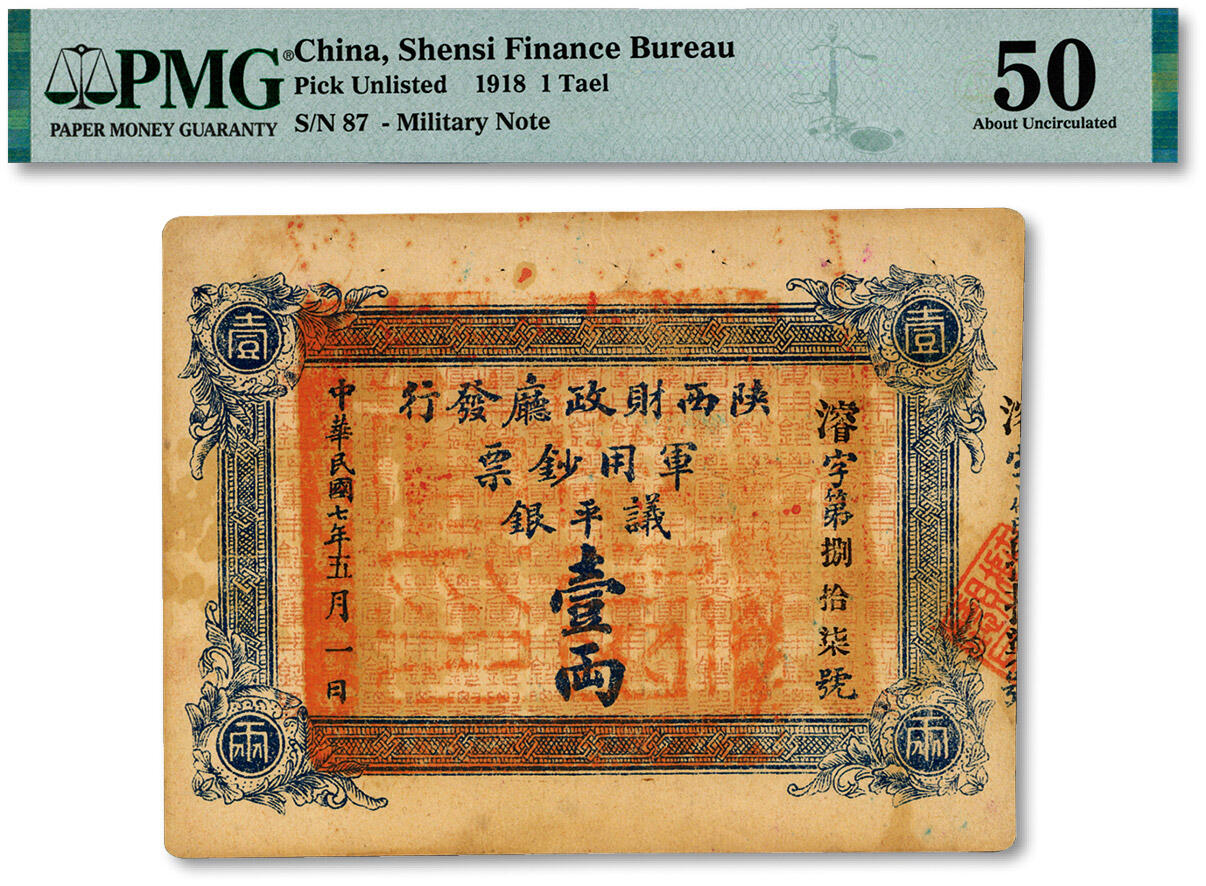 PMG®
PAPER MONEY GUARANTY
China, Shensi Finance Bureau
Pick Unlisted 1918 1 Tael
S/N 87 - Military Note
50
About Uncirculated
壹
壹
陝西財政廳發行
軍用鈔票
議平銀
壹兩
濬字第捌拾柒號
中華民國七年五月一日
兩
兩